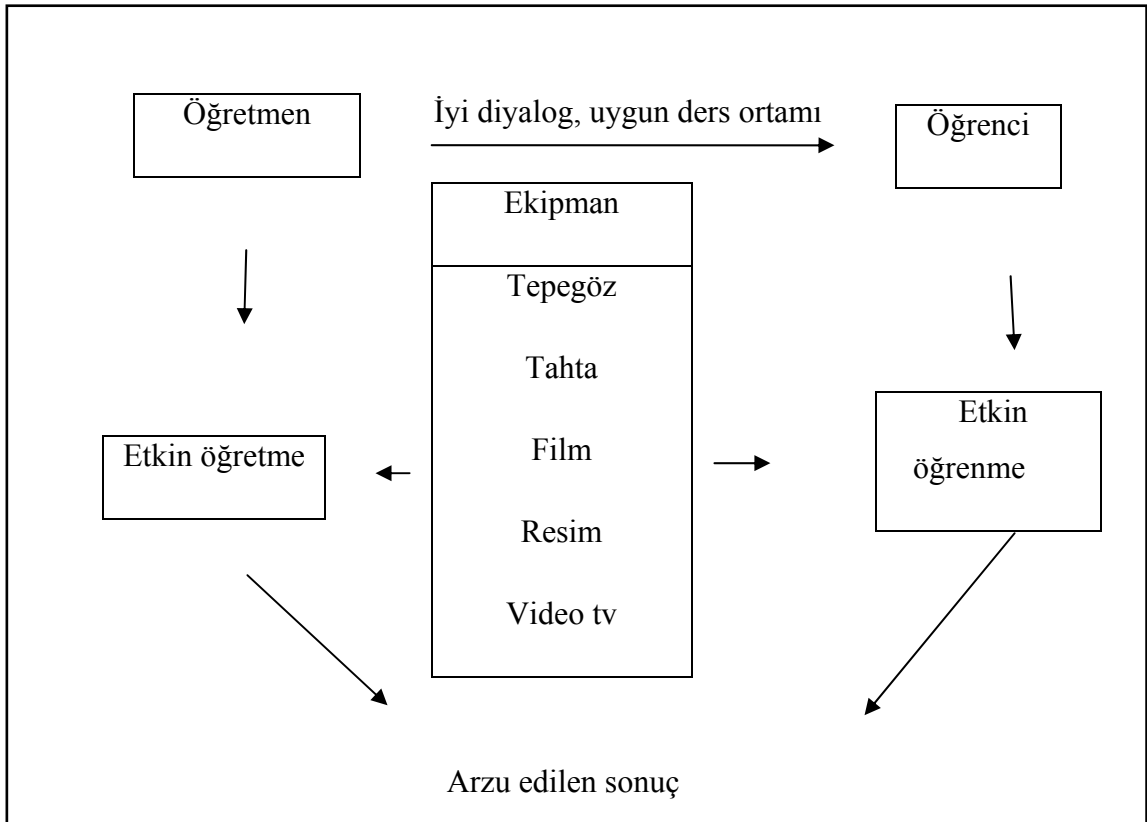 Öğretmen
İyi diyalog, uygun ders ortamı
Öğrenci
Ekipman
Tepegöz
Tahta
Film
Resim
Video tv
Etkin öğretme
Etkin
öğrenme
Arzu edilen sonuç